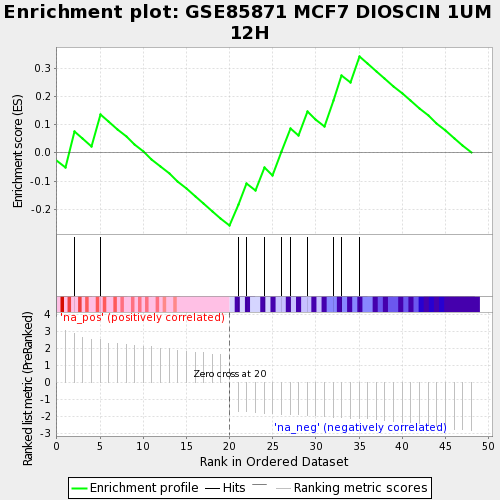 Enrichment plot: GSE85871 MCF7 DIOSCIN 1UM
12H
Enrichment score (ES)
0.3
0.2
0.1
0.0
-0.1
-0.2
'na_pos' (positively correlated)
Ranked list metric (PreRanked)
4
3
2
1
0
-1
-2
-3
Zero cross at 20
'na_neg' (negatively correlated)
0 5 10 15 20 25 30 35 40 45 50
Rank in Ordered Dataset
Enrichment profile Hits Ranking metric scores